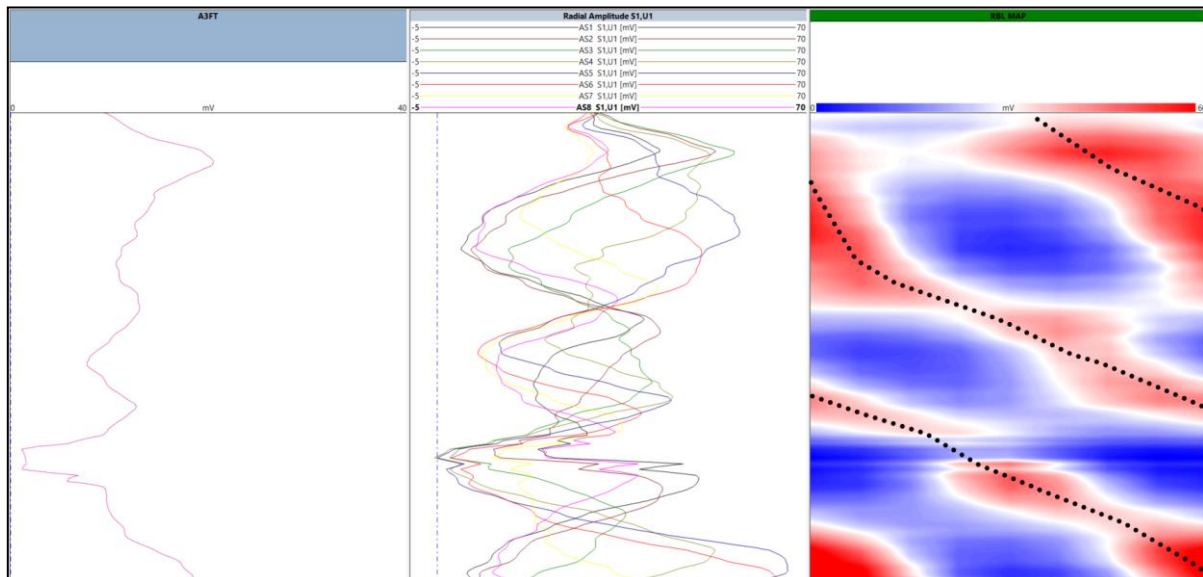 A3FT
0 mV 40
Radial Amplitude S1,U1
-5 AS1 S1,U1 [mV] 70
-5 AS2 S1,U1 [mV] 70
-5 AS3 S1,U1 [mV] 70
-5 AS4 S1,U1 [mV] 70
-5 AS5 S1,U1 [mV] 70
-5 AS6 S1,U1 [mV] 70
-5 AS7 S1,U1 [mV] 70
-5 AS8 S1,U1 [mV] 70
RBL MAP
0 mV